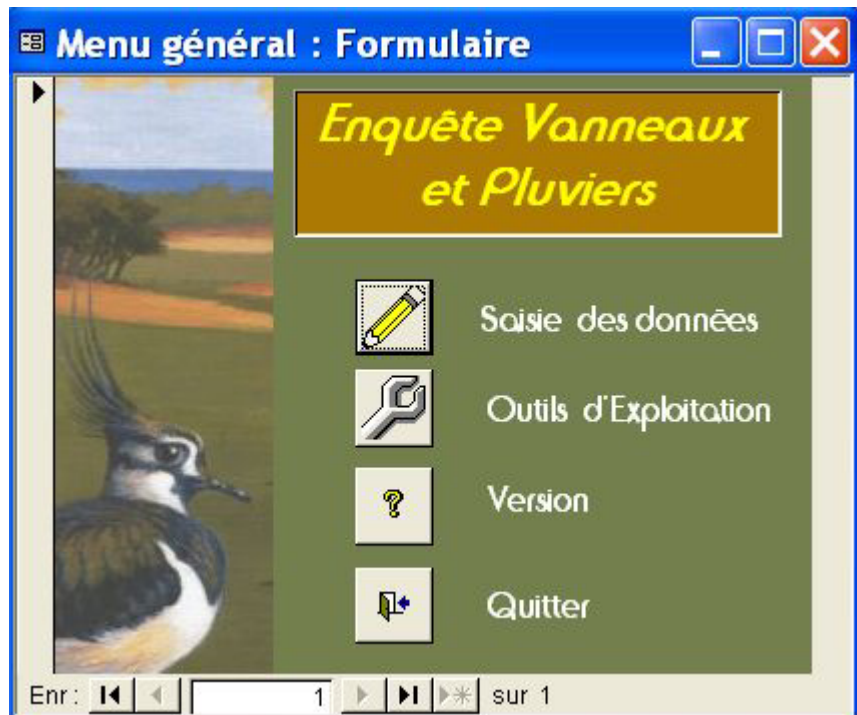 Menu général : Formulaire
Enquête Vanneaux
et Pluviers
Saisie des données
Outils d'Exploitation
Version
Quitter
Enr : 1 sur 1